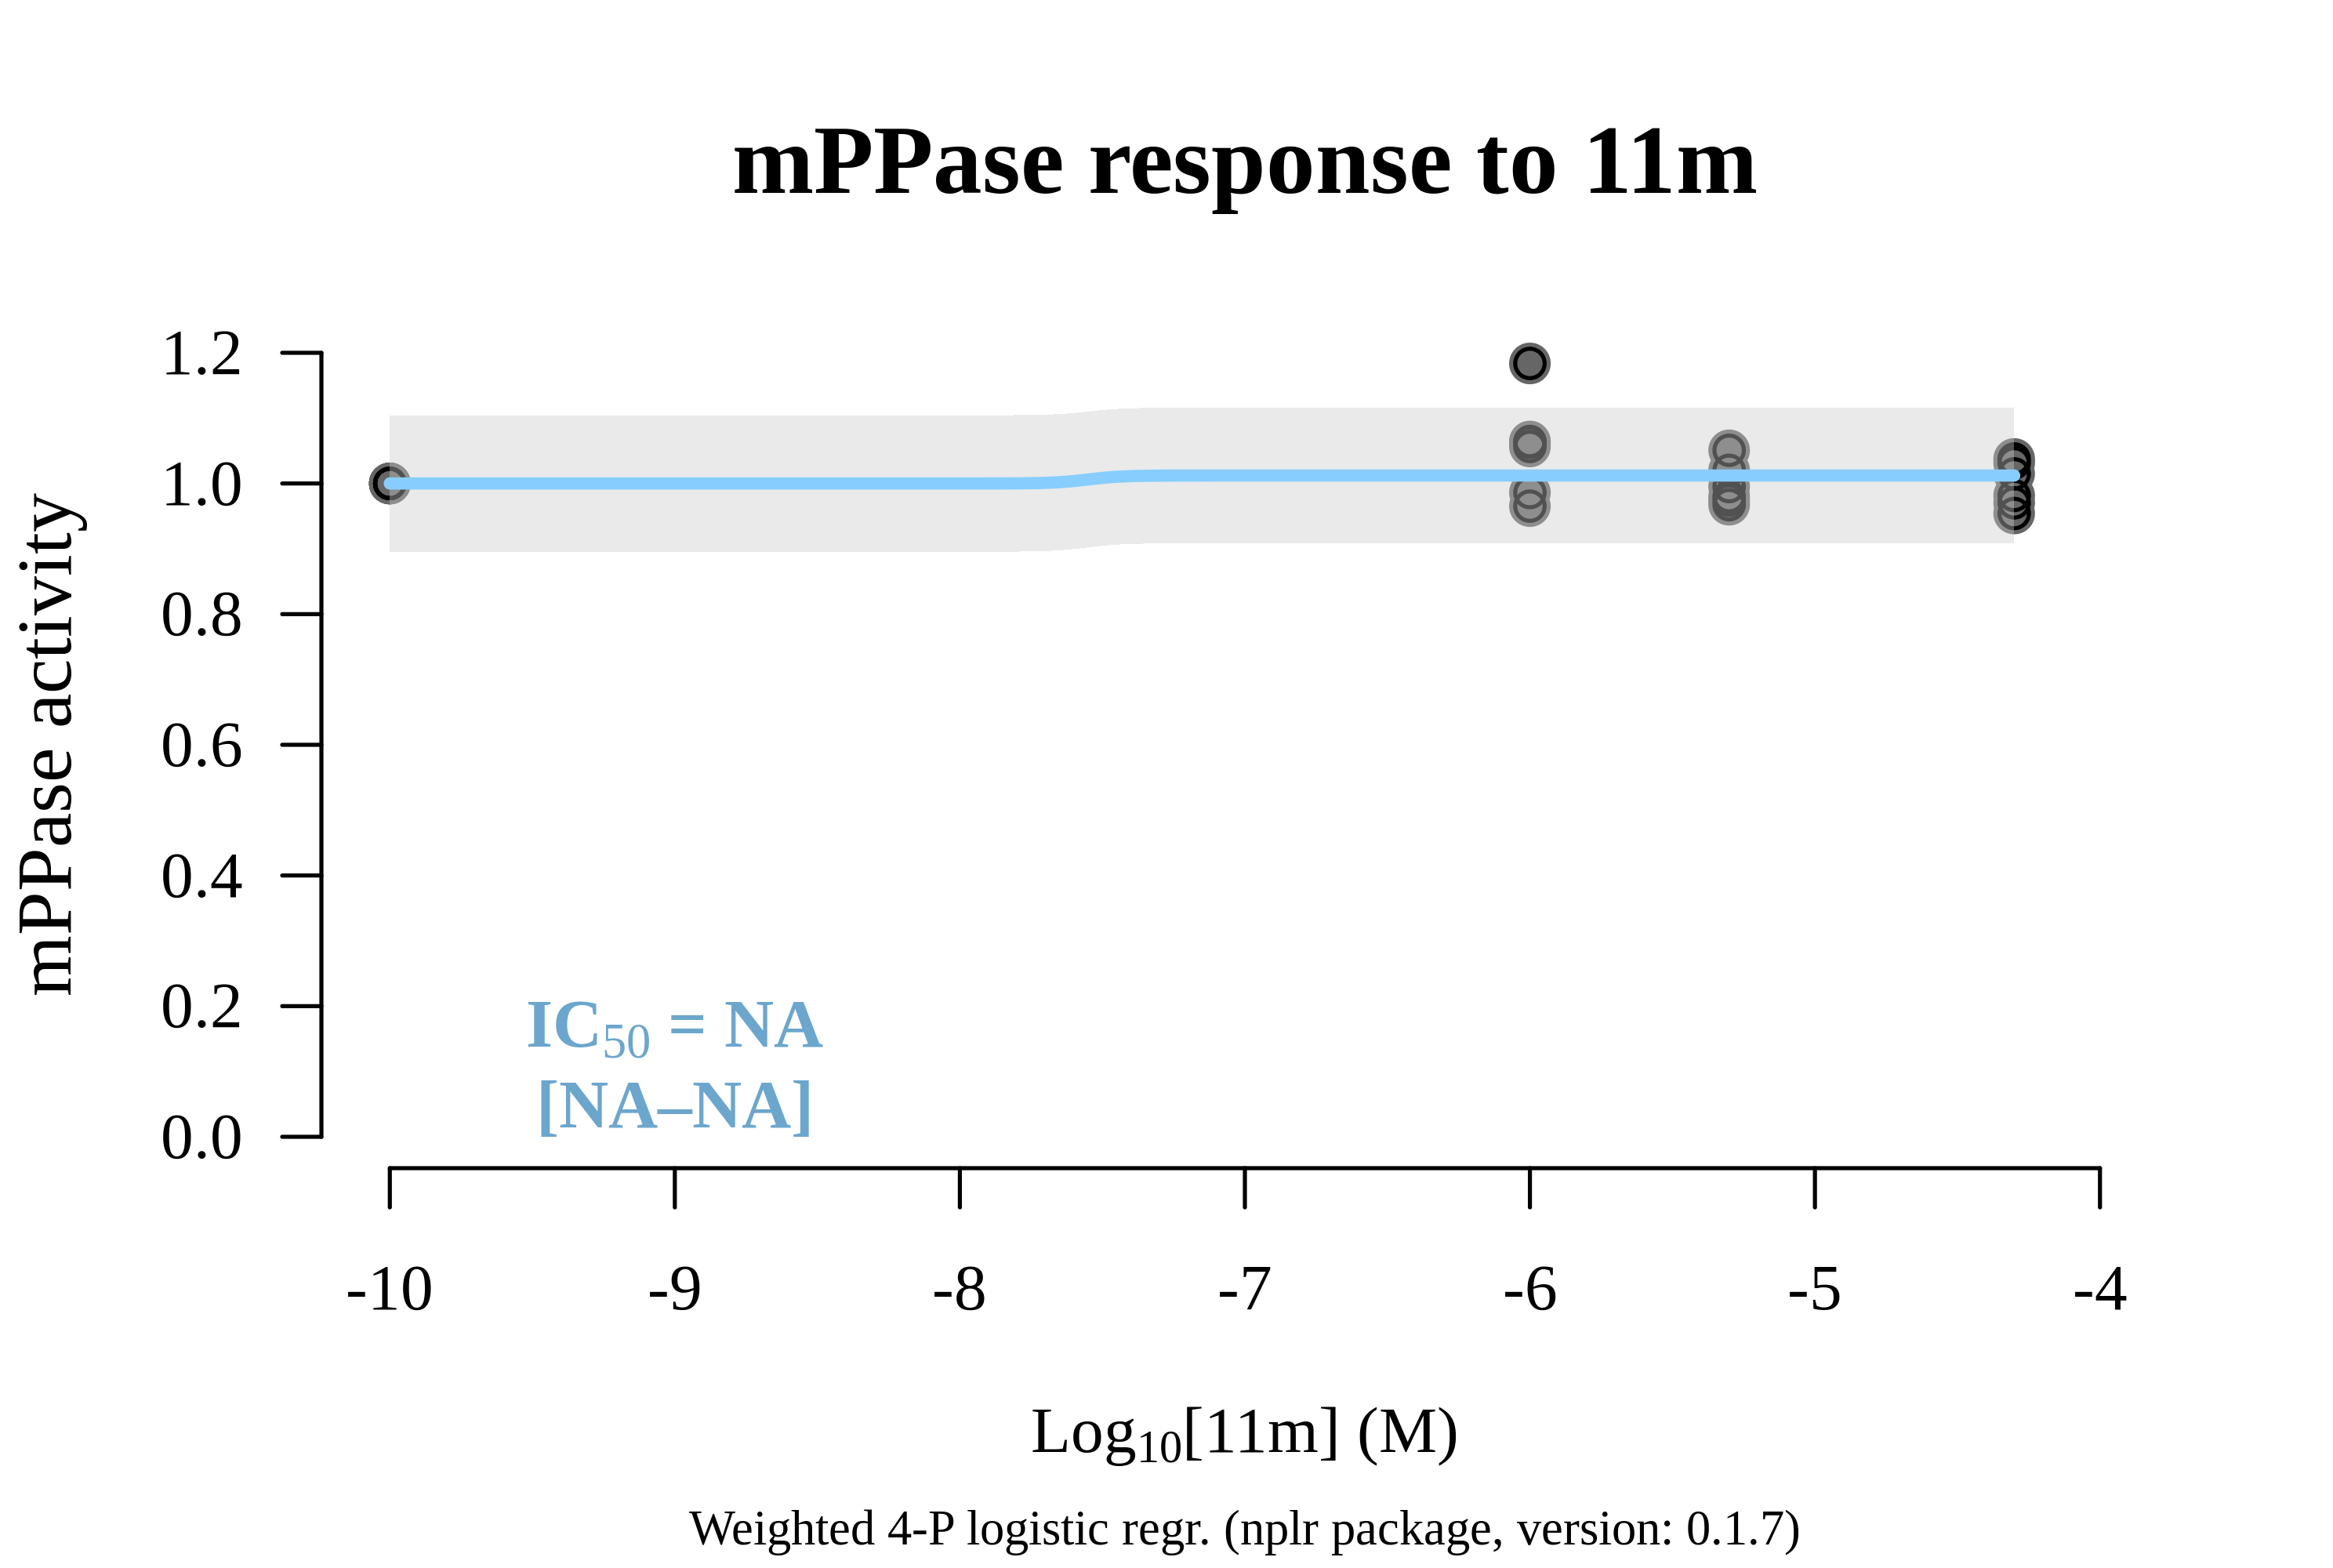 mPPase response to 11m
mPPase activity
1.2
1.0
0.8
0.6
0.4
0.2
0.0
IC50 = NA
[NA–NA]
-10 -9 -8 -7 -6 -5 -4
Log10[11m] (M)
Weighted 4-P logistic regr. (nplr package, version: 0.1.7)